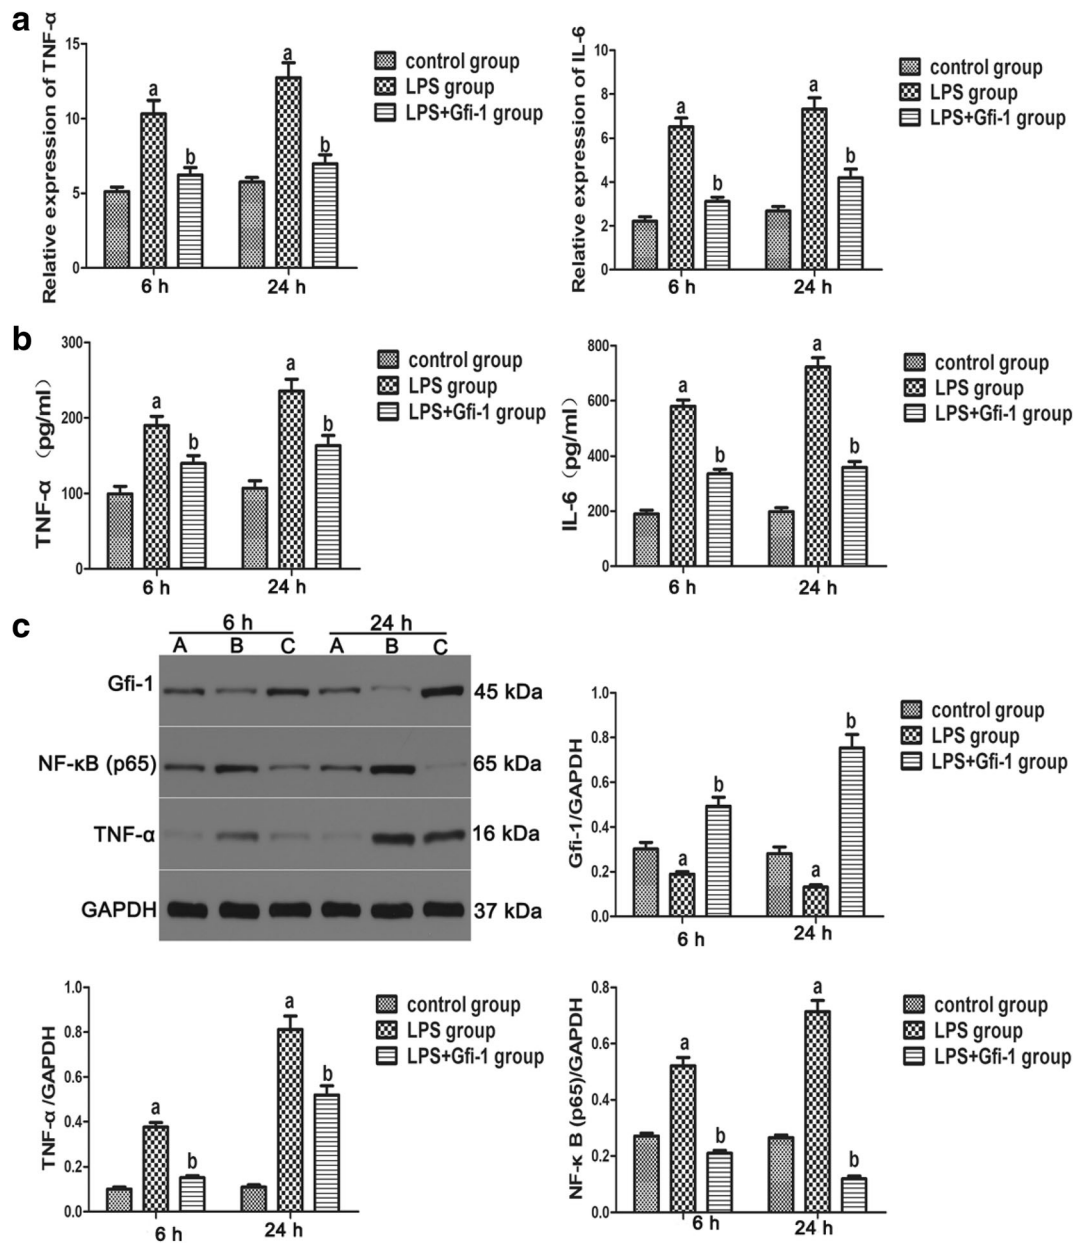 a
Relative expression of TNF-α
15
10
5
0
a
b
a
b
6 h
24 h
control group
LPS group
LPS+Gfi-1 group
Relative expression of IL-6
10
8
6
4
2
0
a
b
a
b
6 h
24 h
control group
LPS group
LPS+Gfi-1 group
b
TNF-α （pg/ml）
300
200
100
0
a
b
a
b
6 h
24 h
control group
LPS group
LPS+Gfi-1 group
IL-6（pg/ml）
800
600
400
200
0
a
b
a
b
6 h
24 h
control group
LPS group
LPS+Gfi-1 group
c
6 h 24 h
A B C A B C
Gfi-1 45 kDa
NF-κB (p65) 65 kDa
TNF-α 16 kDa
GAPDH 37 kDa
Gfi-1/GAPDH
1.0
0.8
0.6
0.4
0.2
0.0
a
b
a
b
6 h
24 h
control group
LPS group
LPS+Gfi-1 group
TNF-α /GAPDH
1.0
0.8
0.6
0.4
0.2
0.0
a
b
a
b
6 h
24 h
control group
LPS group
LPS+Gfi-1 group
NF-κ B (p65)/GAPDH
0.8
0.6
0.4
0.2
0.0
a
b
a
b
6 h
24 h
control group
LPS group
LPS+Gfi-1 group